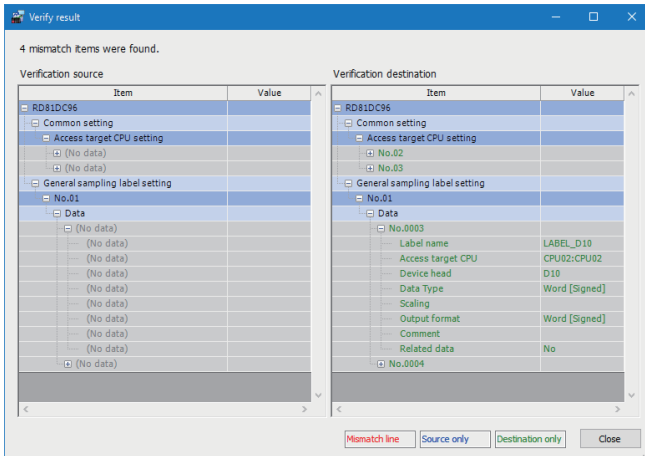 Verify result
4 mismatch items were found.
Verification source
Item Value
RD81DC96
Common setting
Access target CPU setting
(No data)
(No data)
General sampling label setting
No.01
Data
(No data)
(No data)
(No data)
(No data)
(No data)
(No data)
(No data)
(No data)
(No data)
(No data)
Verification destination
Item Value
RD81DC96
Common setting
Access target CPU setting
No.02
No.03
General sampling label setting
No.01
Data
No.0003
Label name LABEL_D10
Access target CPU CPU02:CPU02
Device head D10
Data Type Word [Signed]
Scaling
Output format Word [Signed]
Comment
Related data No
No.0004
Mismatch line Source only Destination only Close